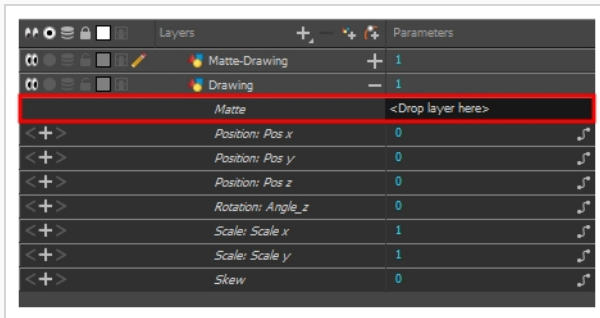 Layers Parameters
Matte-Drawing 1
Drawing 1
Matte <Drop layer here>
Position: Pos x 0
Position: Pos y 0
Position: Pos z 0
Rotation: Angle_z 0
Scale: Scale x 1
Scale: Scale y 1
Skew 0